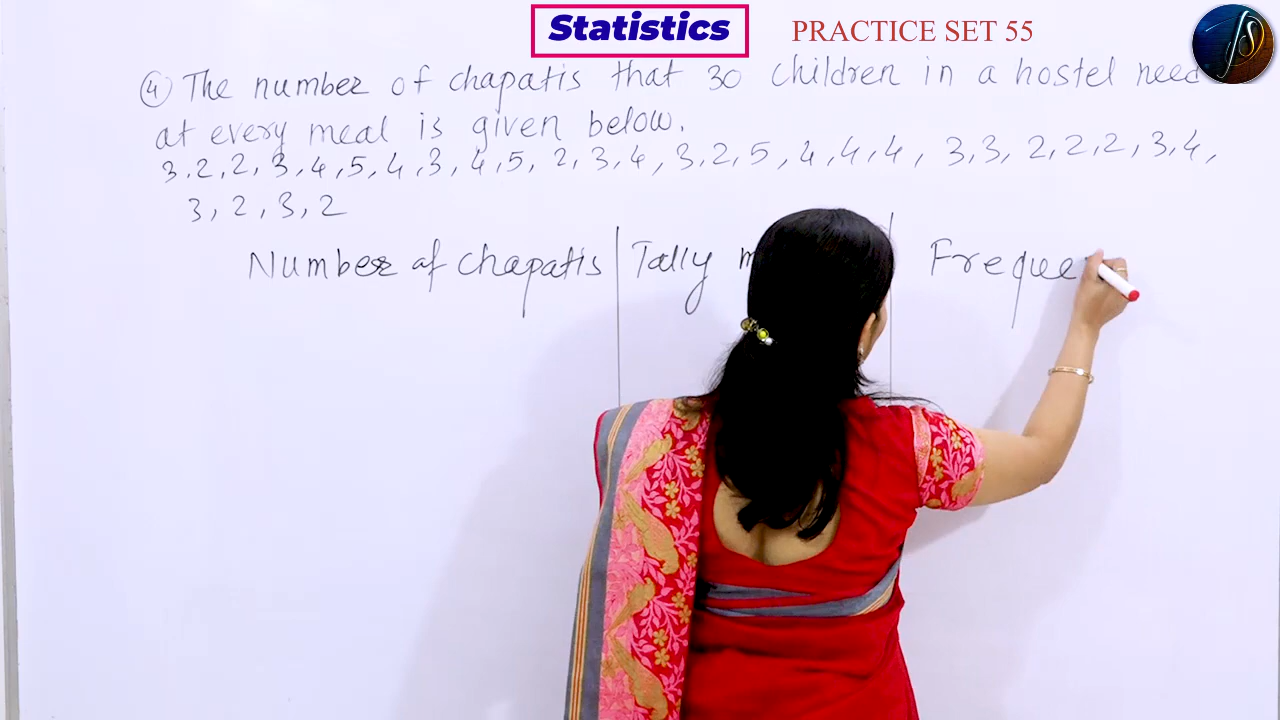 Statistics
PRACTICE SET 55
④ The number of chapatis that 30 children in a hostel need
at every meal is given below.
3,2,2,3,4,5,4,3,4,5,2,3,4,3,2,5,4,4,4,3,3,2,2,2,3,4,
3,2,3,2
Number of chapatis Tally m Freque